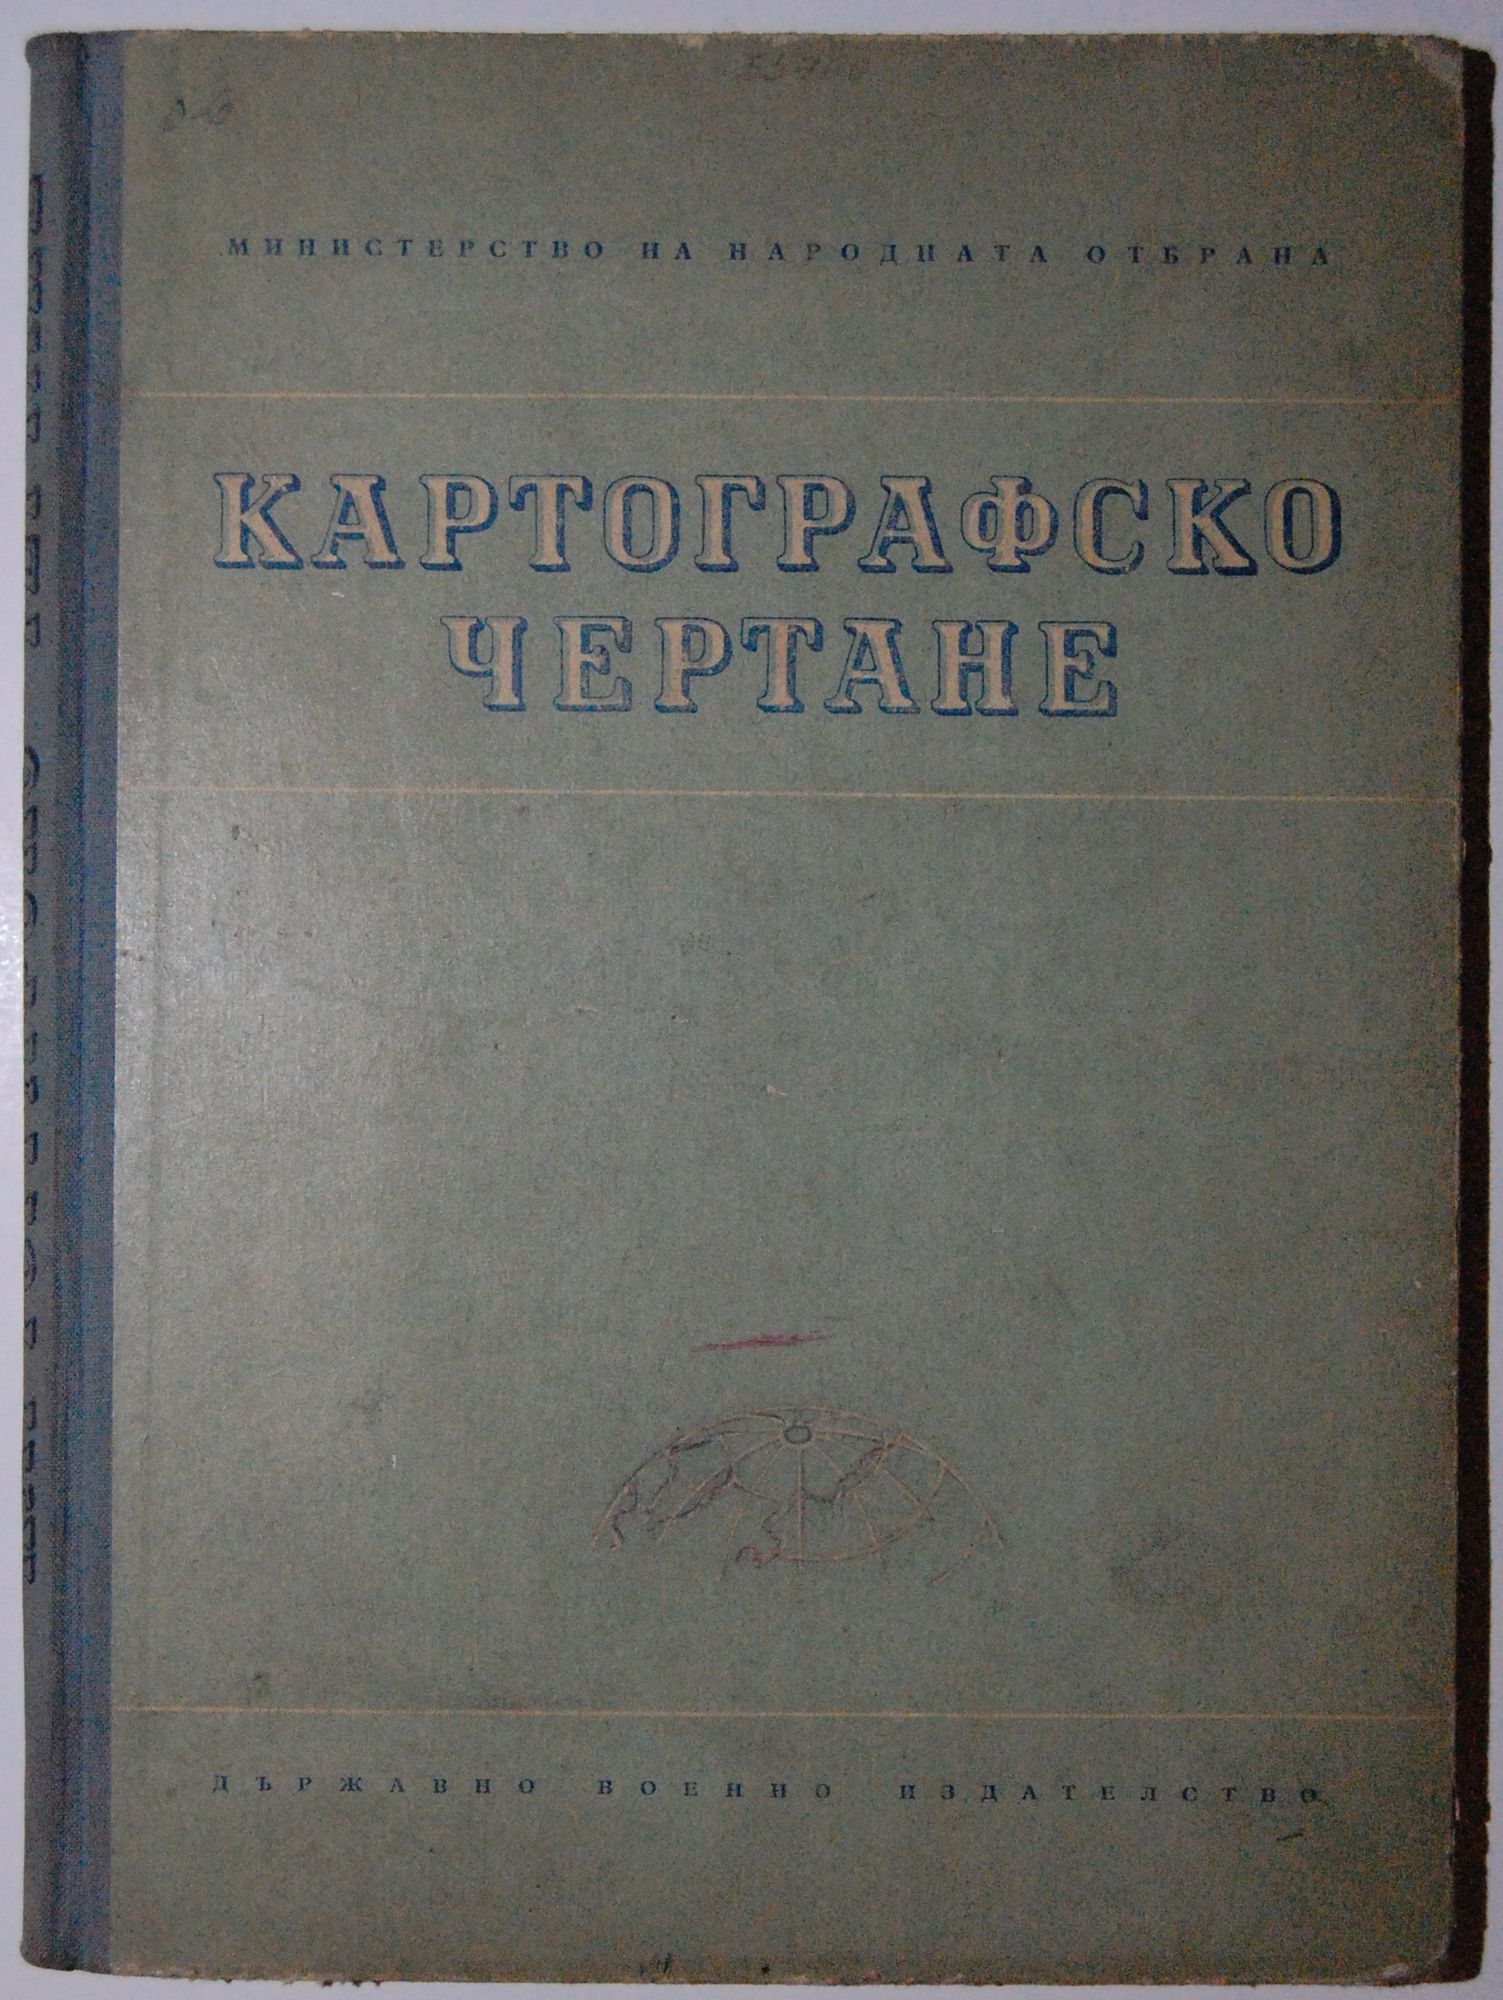 МИНИСТЕРСТВО НА НАРОДНАТА ОТБРАНА
КАРТОГРАФСКО
ЧЕРТАНЕ
ДЪРЖАВНО ВОЕННО ИЗДАТЕЛСТВО